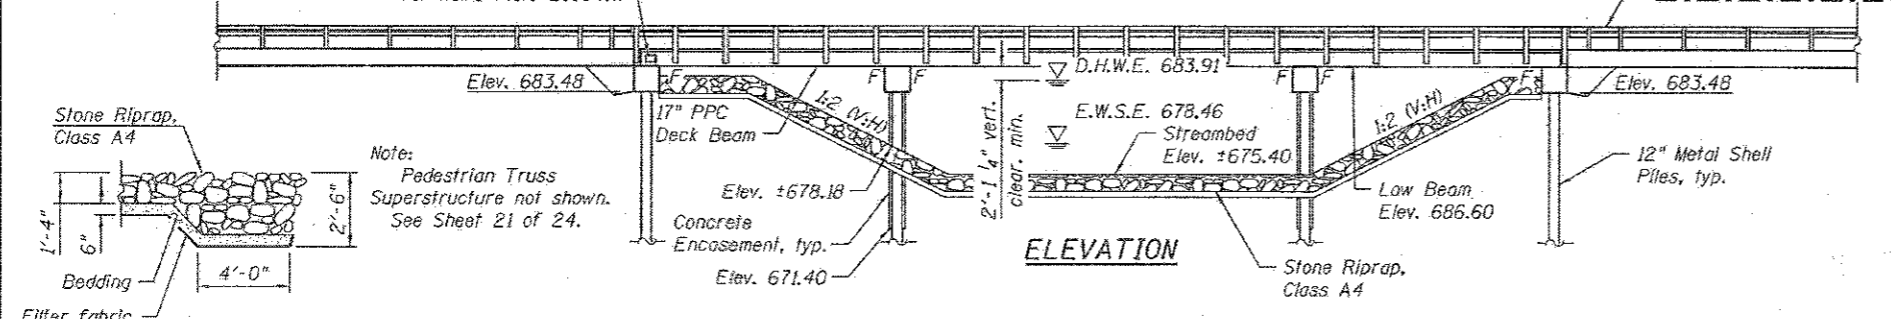 Elev. 683.48
F
F
F
D.H.W.E. 683.91
F
F
F
Elev. 683.48
Stone Riprap,
Class A4
17" PPC
Deck Beam
1:2 (V:H)
E.W.S.E. 678.46
Streambed
Elev. ±675.40
1:2 (V:H)
12" Metal Shell
Piles, typ.
Note:
Pedestrian Truss
Superstructure not shown.
See Sheet 21 of 24.
Elev. ±678.18
2'-1 1/4" vert.
clear. min.
Low Beam
Elev. 686.60
1'-4"
6"
2'-6"
Concrete
Encasement, typ.
ELEVATION
Bedding
4'-0"
Elev. 671.40
Stone Riprap,
Class A4
Filter fabric